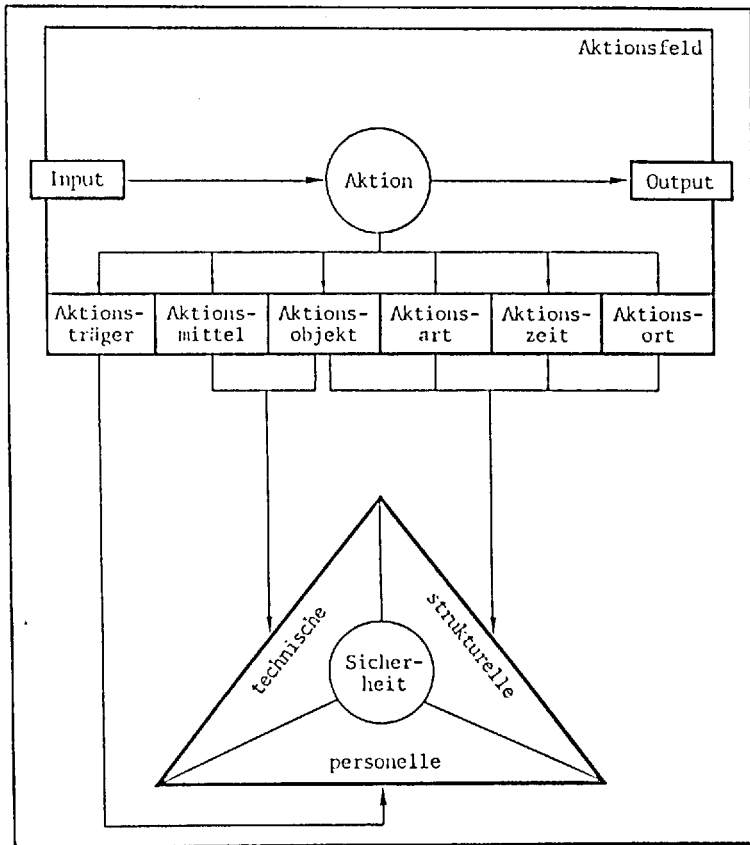 Aktionsfeld
Input
Aktion
Output
Aktions-
träger
Aktions-
mittel
Aktions-
objekt
Aktions-
art
Aktions-
zeit
Aktions-
ort
technische
strukturelle
Sicher-
heit
personelle